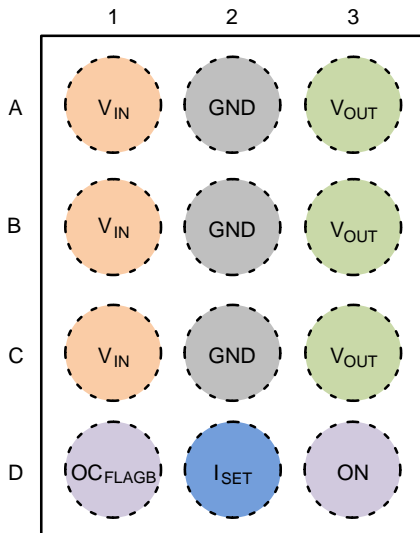 1 2 3
A V_IN GND V_OUT
B V_IN GND V_OUT
C V_IN GND V_OUT
D OC_FLAGB I_SET ON